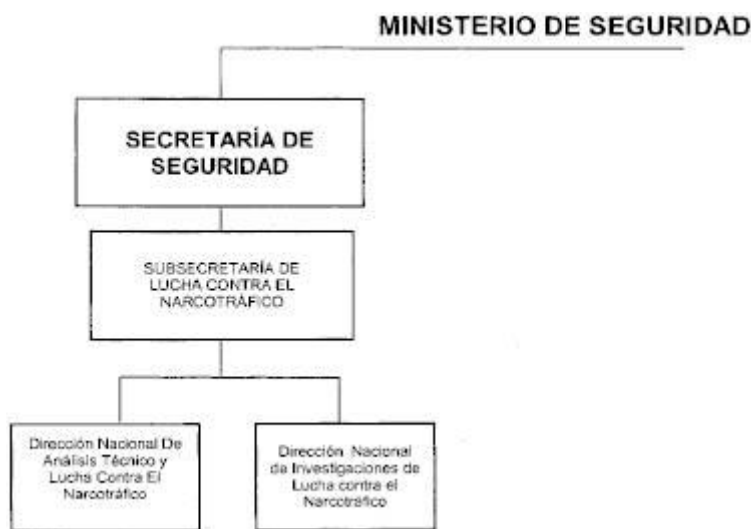 MINISTERIO DE SEGURIDAD
SECRETARÍA DE
SEGURIDAD
SUBSECRETARÍA DE
LUCHA CONTRA EL
NARCOTRÁFICO
Dirección Nacional De
Análisis Técnico y
Lucha Contra El
Narcotráfico
Dirección Nacional
de Investigaciones de
Lucha contra el
Narcotráfico